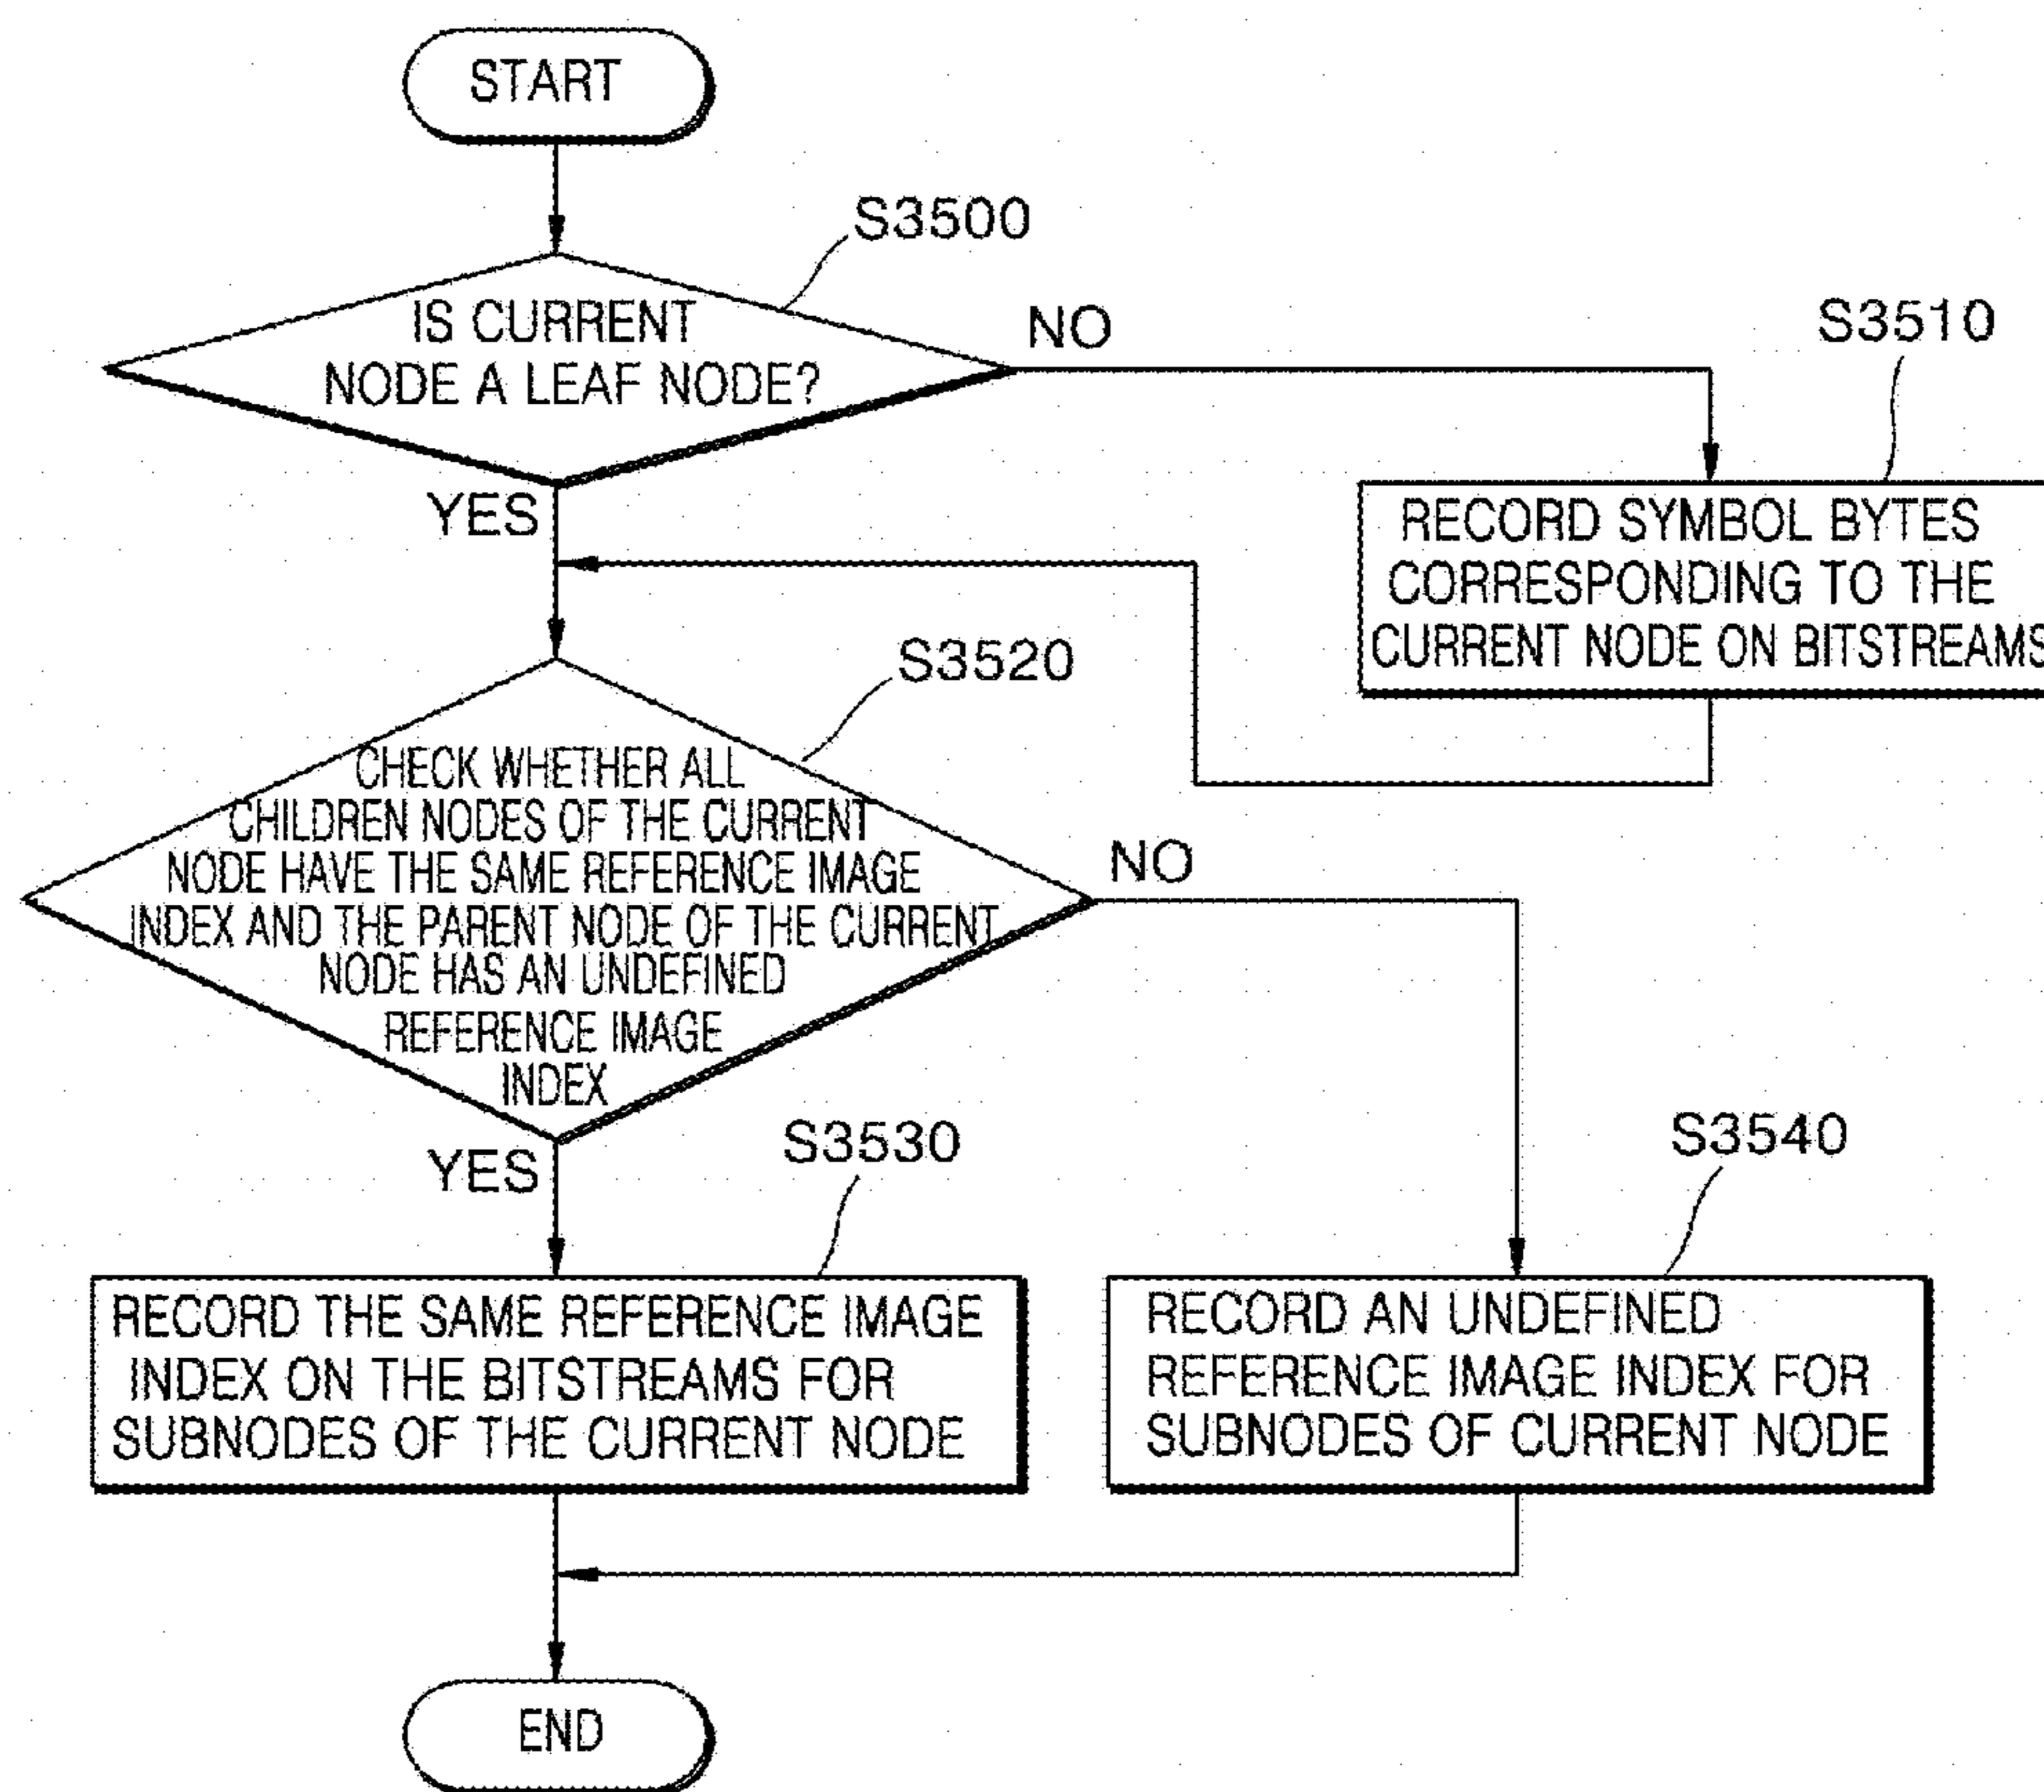 START
S3500
IS CURRENT
NODE A LEAF NODE?
NO
YES
S3510
RECORD SYMBOL BYTES
CORRESPONDING TO THE
CURRENT NODE ON BITSTREAMS
S3520
CHECK WHETHER ALL
CHILDREN NODES OF THE CURRENT
NODE HAVE THE SAME REFERENCE IMAGE
INDEX AND THE PARENT NODE OF THE CURRENT
NODE HAS AN UNDEFINED
REFERENCE IMAGE
INDEX
NO
YES
S3530
RECORD THE SAME REFERENCE IMAGE
INDEX ON THE BITSTREAMS FOR
SUBNODES OF THE CURRENT NODE
S3540
RECORD AN UNDEFINED
REFERENCE IMAGE INDEX FOR
SUBNODES OF CURRENT NODE
END